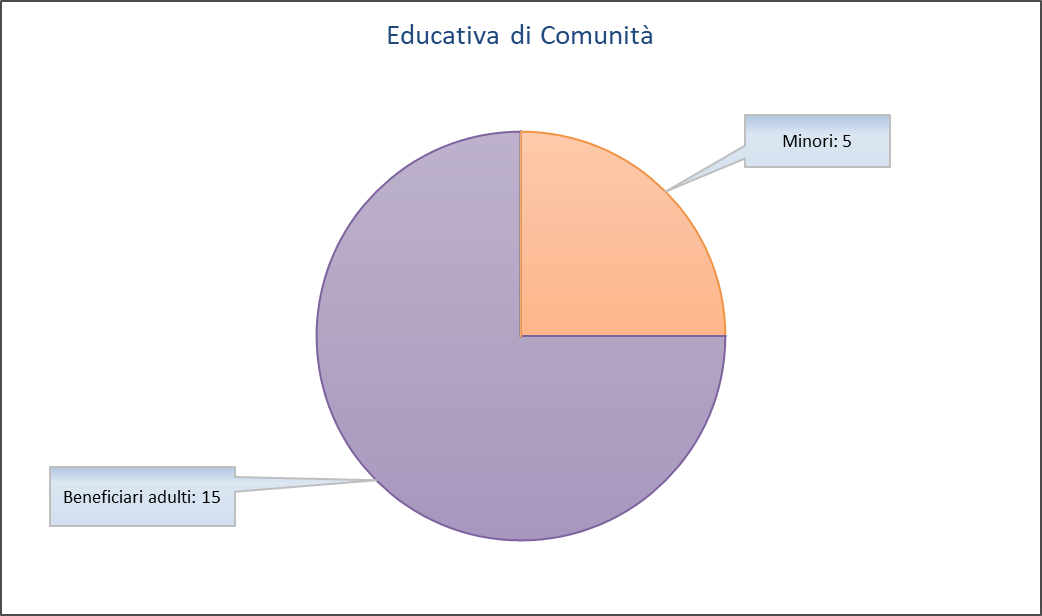 Educativa di Comunità
Minori: 5
Beneficiari adulti: 15